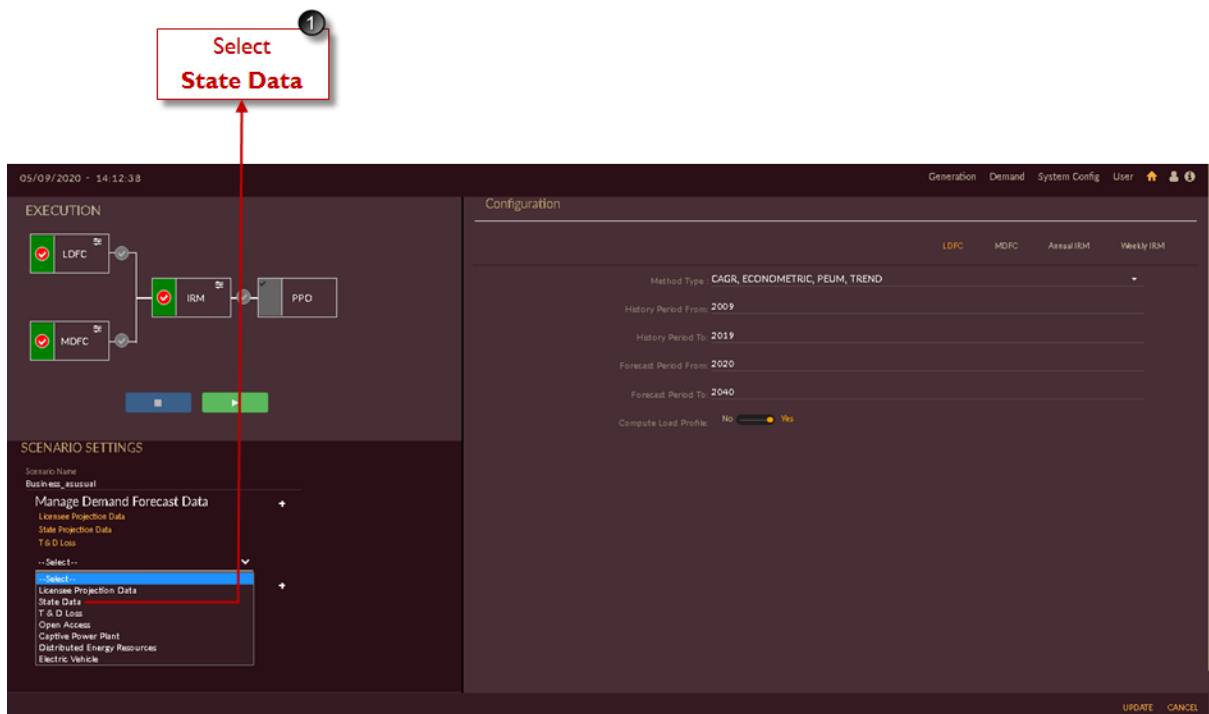 1
Select
State Data
05/09/2020 - 14:12:38
Generation Demand System Config User
EXECUTION
LDFC
IRM
PPO
MDFC
Configuration
LDFC MDFC Annual IRM Weekly IRM
Method Type : CAGR, ECONOMETRIC, PEUM, TREND
History Period From: 2009
History Period To: 2019
Forecast Period From: 2020
Forecast Period To: 2040
Compute Load Profile: No Yes
SCENARIO SETTINGS
Scenario Name
Business_asusual
Manage Demand Forecast Data +
Licensee Projection Data
State Projection Data
T & D Loss
--Select--
--Select--
Licensee Projection Data
State Data
T & D Loss
Open Access
Captive Power Plant
Distributed Energy Resources
Electric Vehicle
+
UPDATE CANCEL